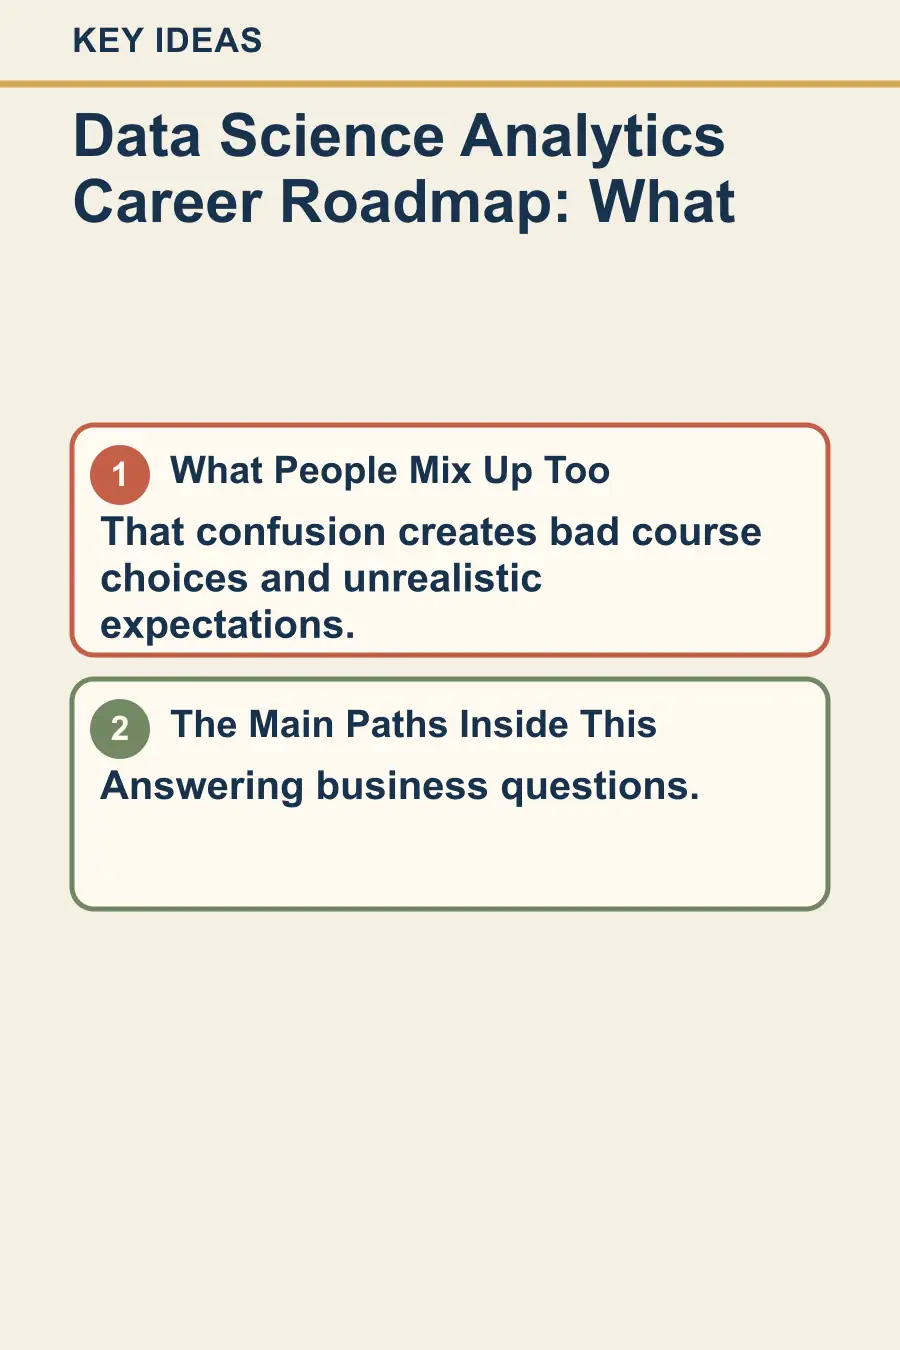 KEY IDEAS
Data Science Analytics
Career Roadmap: What
1 What People Mix Up Too
That confusion creates bad course
choices and unrealistic
expectations.
2 The Main Paths Inside This
Answering business questions.